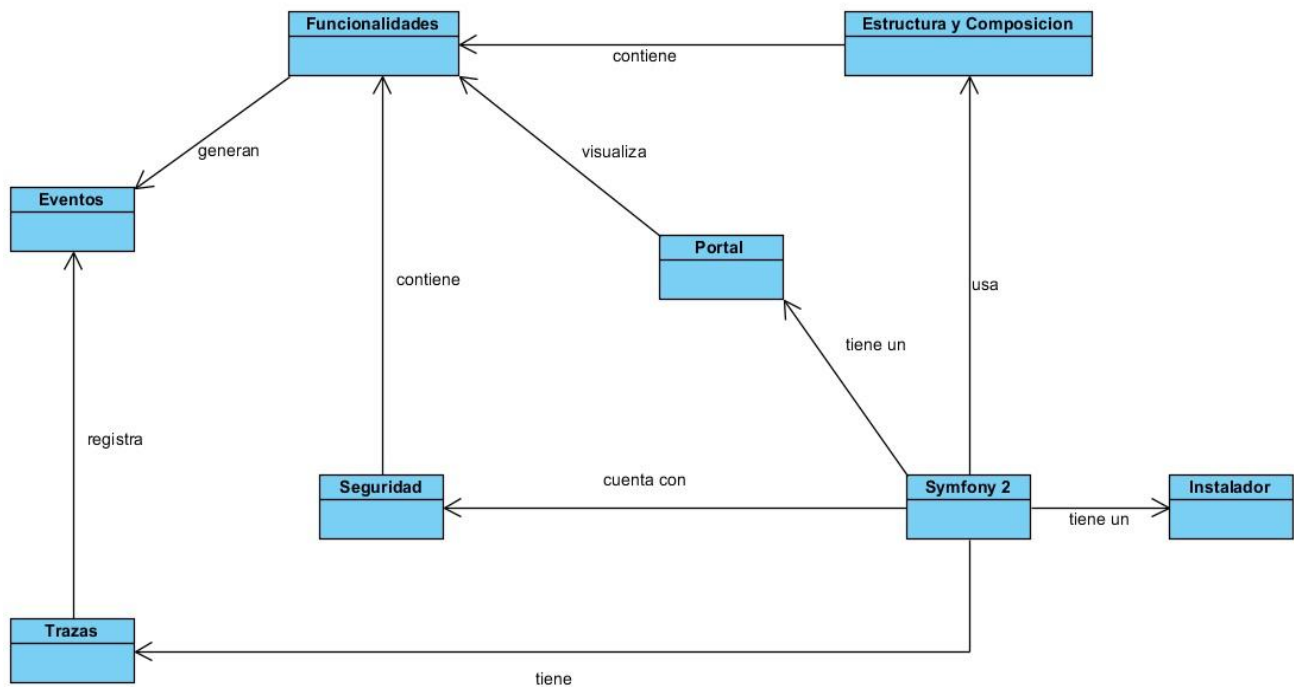 Funcionalidades
Estructura y Composicion
contiene
generan
visualiza
Eventos
Portal
contiene
usa
tiene un
registra
Seguridad
cuenta con
Symfony 2
Instalador
tiene un
Trazas
tiene